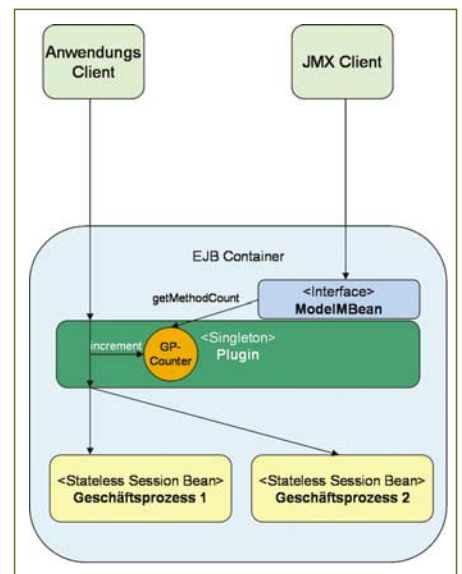 Anwendungs
Client
JMX Client
EJB Container
<Interface>
ModelMBean
getMethodCount
<Singleton>
Plugin
increment
GP-
Counter
<Stateless Session Bean>
Geschäftsprozess 1
<Stateless Session Bean>
Geschäftsprozess 2